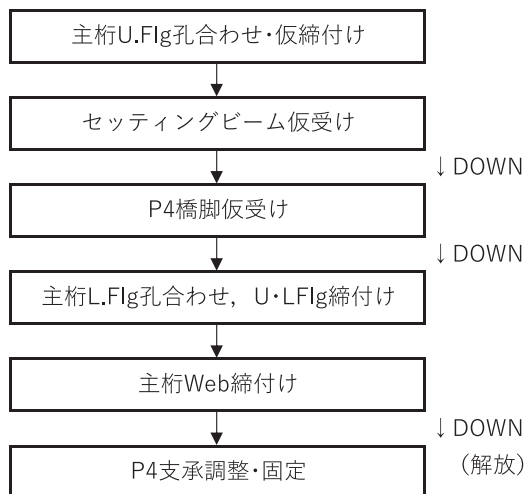 主桁U.Flg孔合わせ・仮締付け
セッティングビーム仮受け
↓DOWN
P4橋脚仮受け
↓DOWN
主桁L.Flg孔合わせ，U・LFlg締付け
主桁Web締付け
↓DOWN
（解放）
P4支承調整・固定